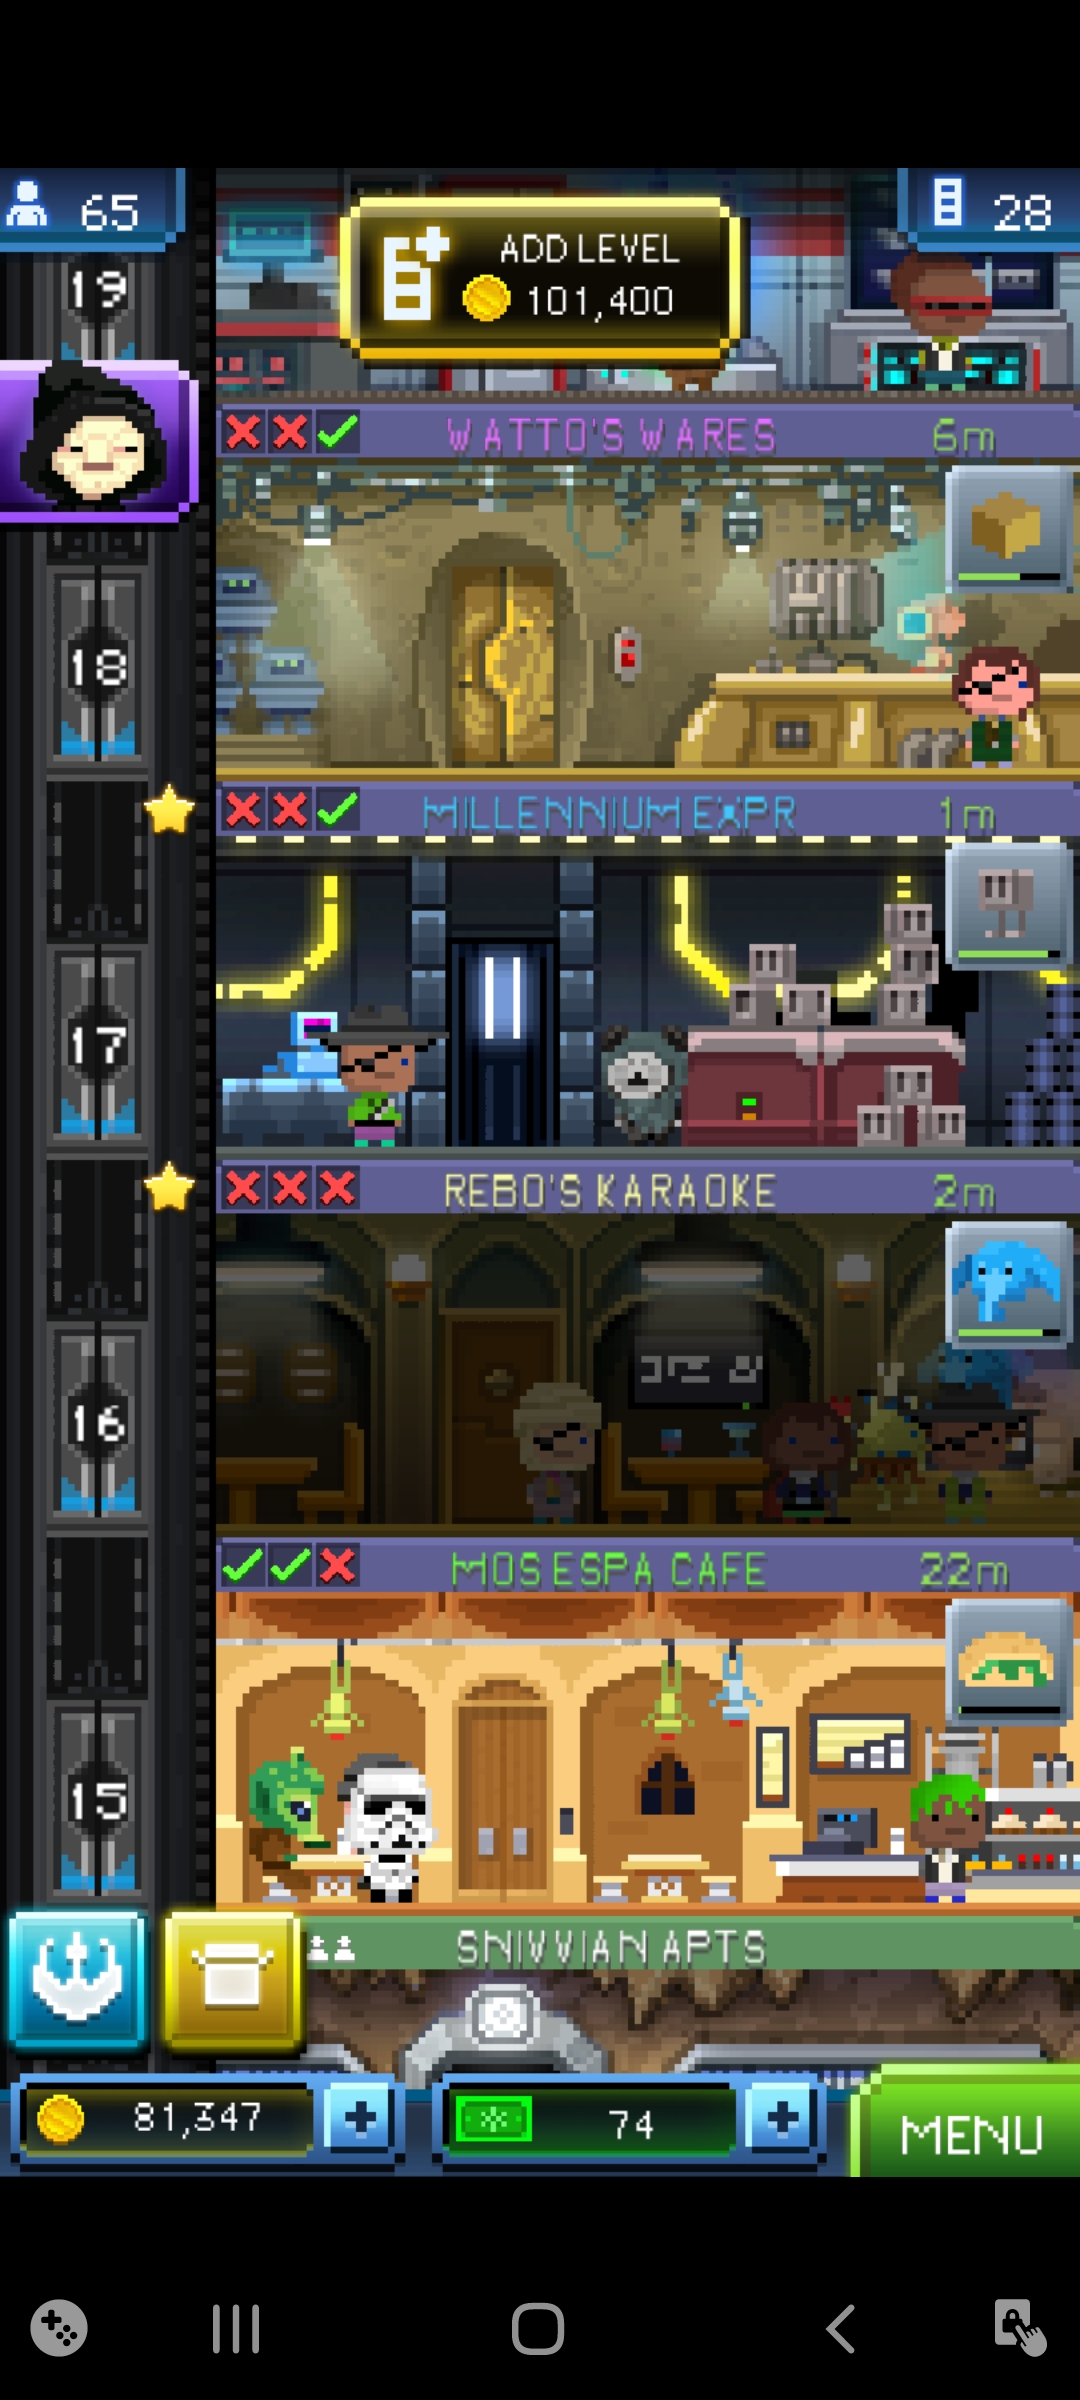 65
28
ADD LEVEL
101,400
19
WATTO'S WARES
6m
18
MILLENNIUM EXPR
1m
17
REBO'S KARAOKE
2m
16
MOS ESPA CAFE
22m
15
SNIVVIAN APTS
81,347
74
MENU